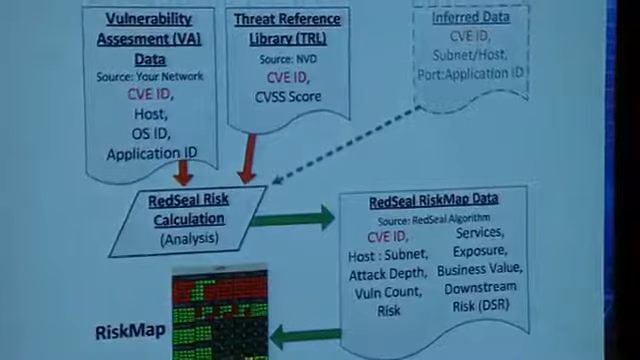 Vulnerability
Assesment (VA)
Data
Source: Your Network
CVE ID,
Host,
OS ID,
Application ID
Threat Reference
Library (TRL)
Source: NVD
CVE ID,
CVSS Score
Inferred Data
CVE ID,
Subnet/Host,
Port:Application ID
RedSeal Risk
Calculation
(Analysis)
RedSeal RiskMap Data
Source: RedSeal Algorithm
CVE ID,
Host : Subnet,
Attack Depth,
Vuln Count,
Risk
Services,
Exposure,
Business Value,
Downstream
Risk (DSR)
RiskMap